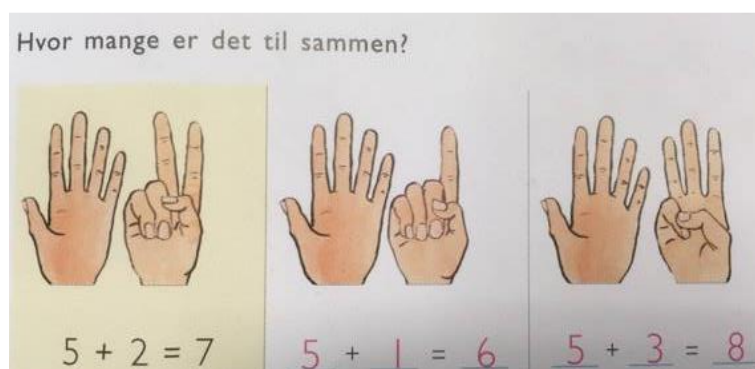 Hvor mange er det til sammen?
5 + 2 = 7
5 + 1 = 6
5 + 3 = 8